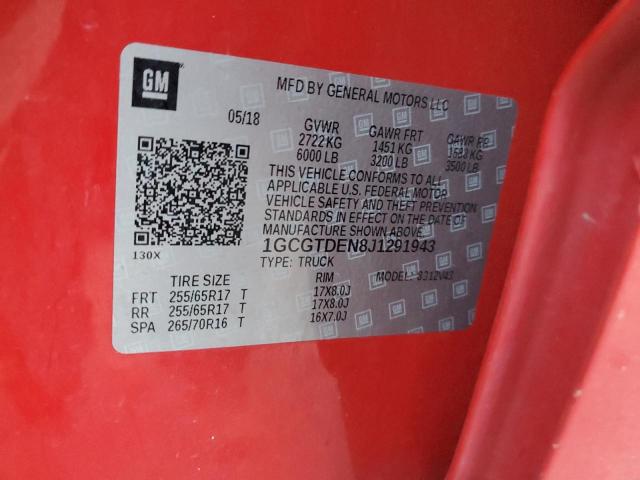 GM
MFD BY GENERAL MOTORS LLC
05/18 GVWR GAWR FRT GAWR RR
2722 KG 1451 KG 1588 KG
6000 LB 3200 LB 3500 LB
THIS VEHICLE CONFORMS TO ALL
APPLICABLE U.S. FEDERAL MOTOR
VEHICLE SAFETY AND THEFT PREVENTION
STANDARDS IN EFFECT ON THE DATE OF
MANUFACTURE SHOWN ABOVE.
1GCGTDEN8J1291943
130X
TYPE: TRUCK MODEL:
TIRE SIZE RIM
FRT 255/65R17 T 17X8.0J
RR 255/65R17 T 17X8.0J
SPA 265/70R16 T 16X7.0J